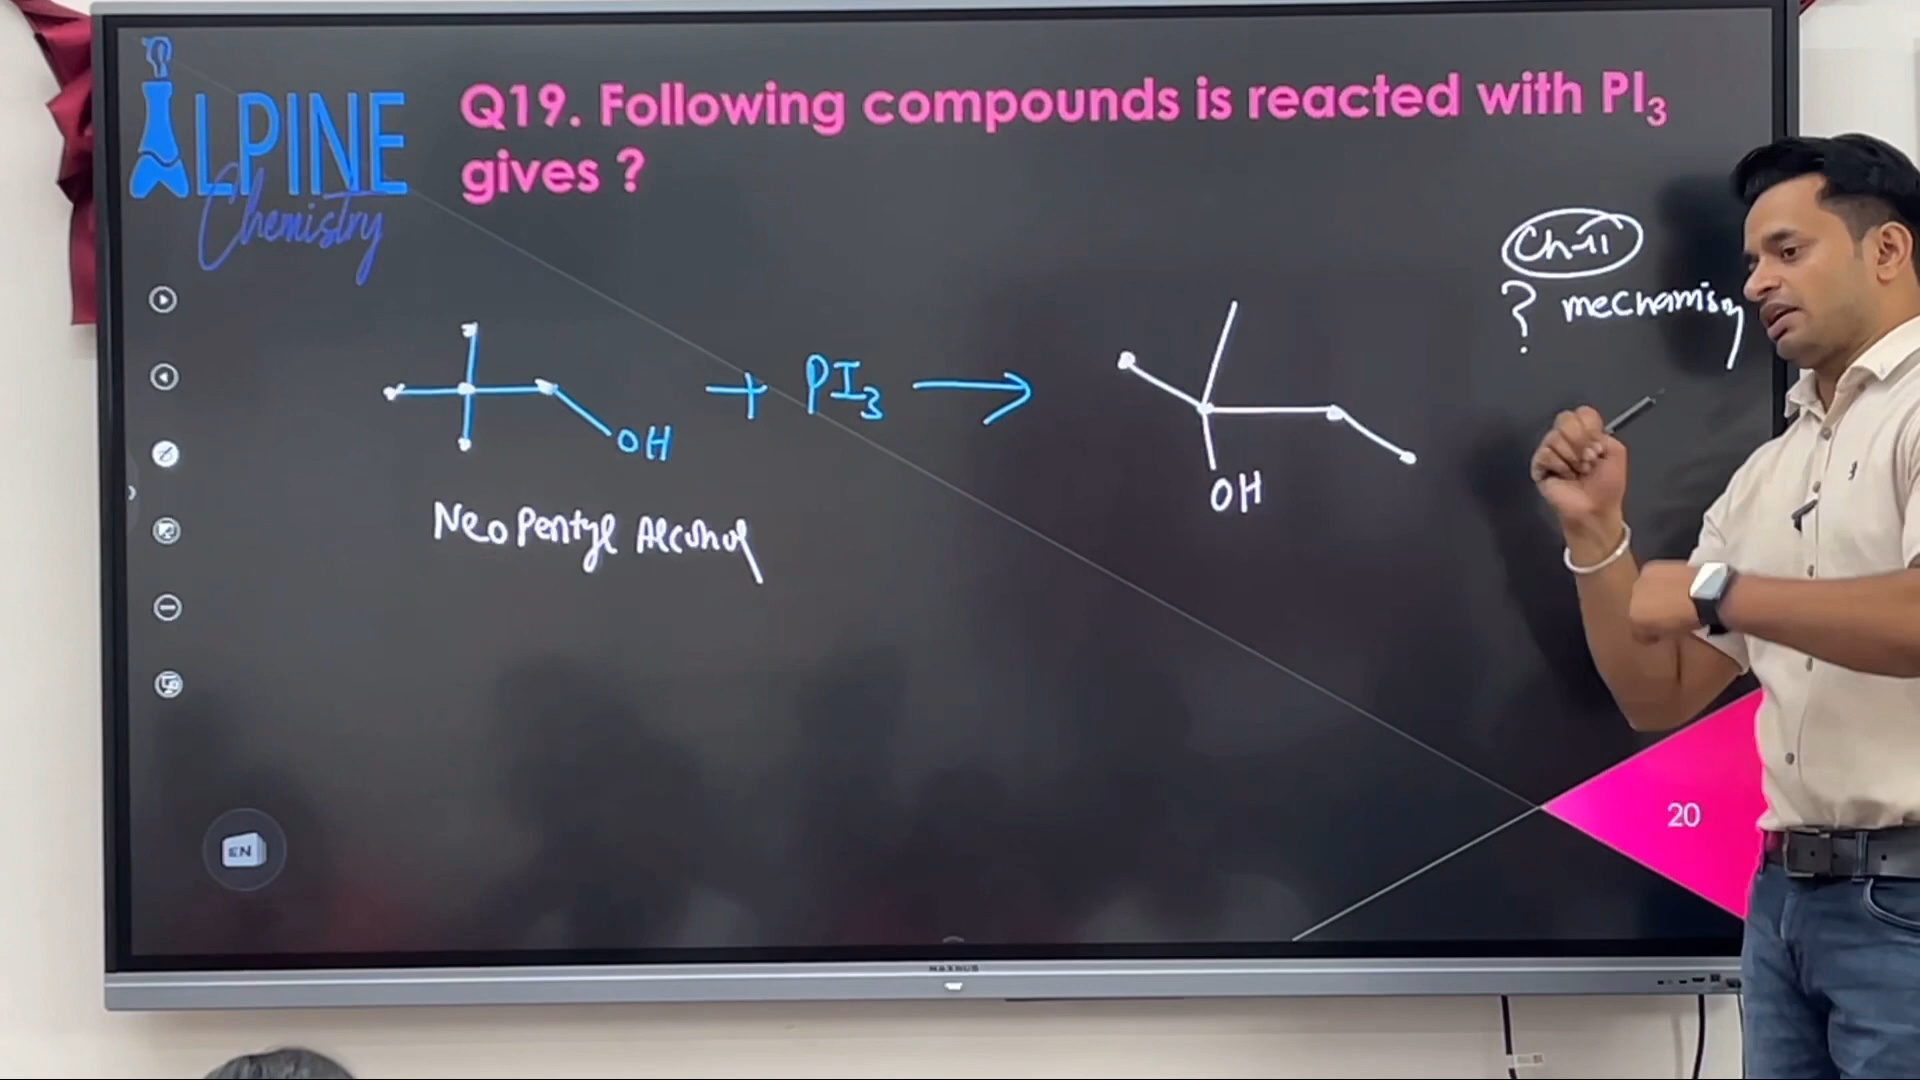 ALPINE
Chemistry
Q19. Following compounds is reacted with PI₃
gives ?
Ch-11
? mechanism
OH + PI₃ →
OH
Neo Pentyl Alcohol
20
EN
MAXHUB